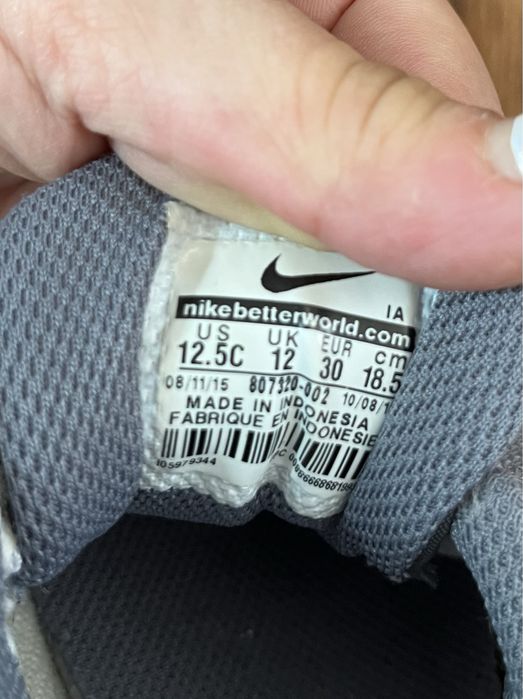 IA
nikebetterworld.com
US UK EUR cm
12.5C 12 30 18.5
08/11/15 807320-002 10/08/1
MADE IN INDONESIA
FABRIQUE EN INDONESIE
105979344